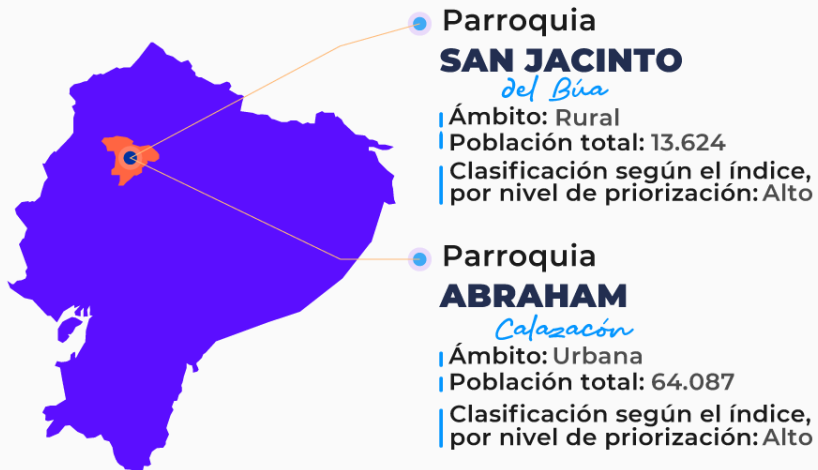 Parroquia
SAN JACINTO
del Búa
Ámbito: Rural
Población total: 13.624
Clasificación según el índice,
por nivel de priorización: Alto
Parroquia
ABRAHAM
Calazacón
Ámbito: Urbana
Población total: 64.087
Clasificación según el índice,
por nivel de priorización: Alto